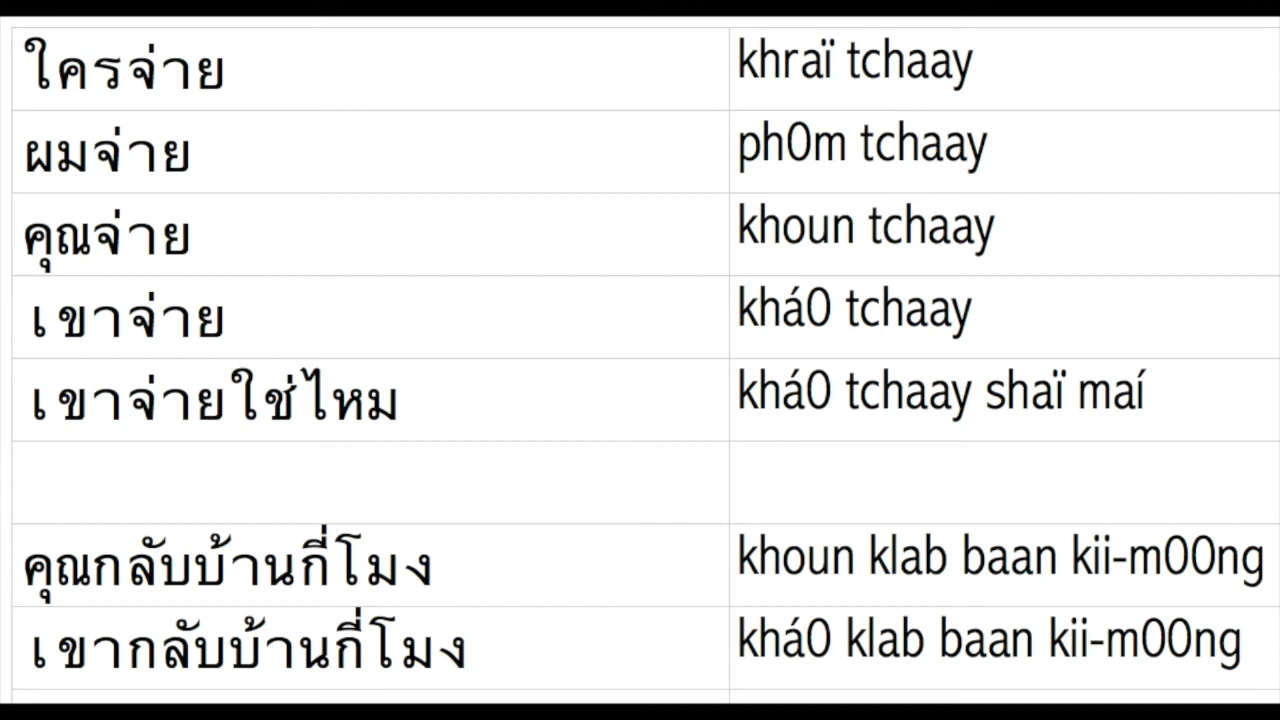 ใครจ่าย khraï tchaay
ผมจ่าย ph0m tchaay
คุณจ่าย khoun tchaay
เขาจ่าย khá0 tchaay
เขาจ่ายใช่ไหม khá0 tchaay shaï maí
คุณกลับบ้านกี่โมง khoun klab baan kii-m00ng
เขากลับบ้านกี่โมง khá0 klab baan kii-m00ng